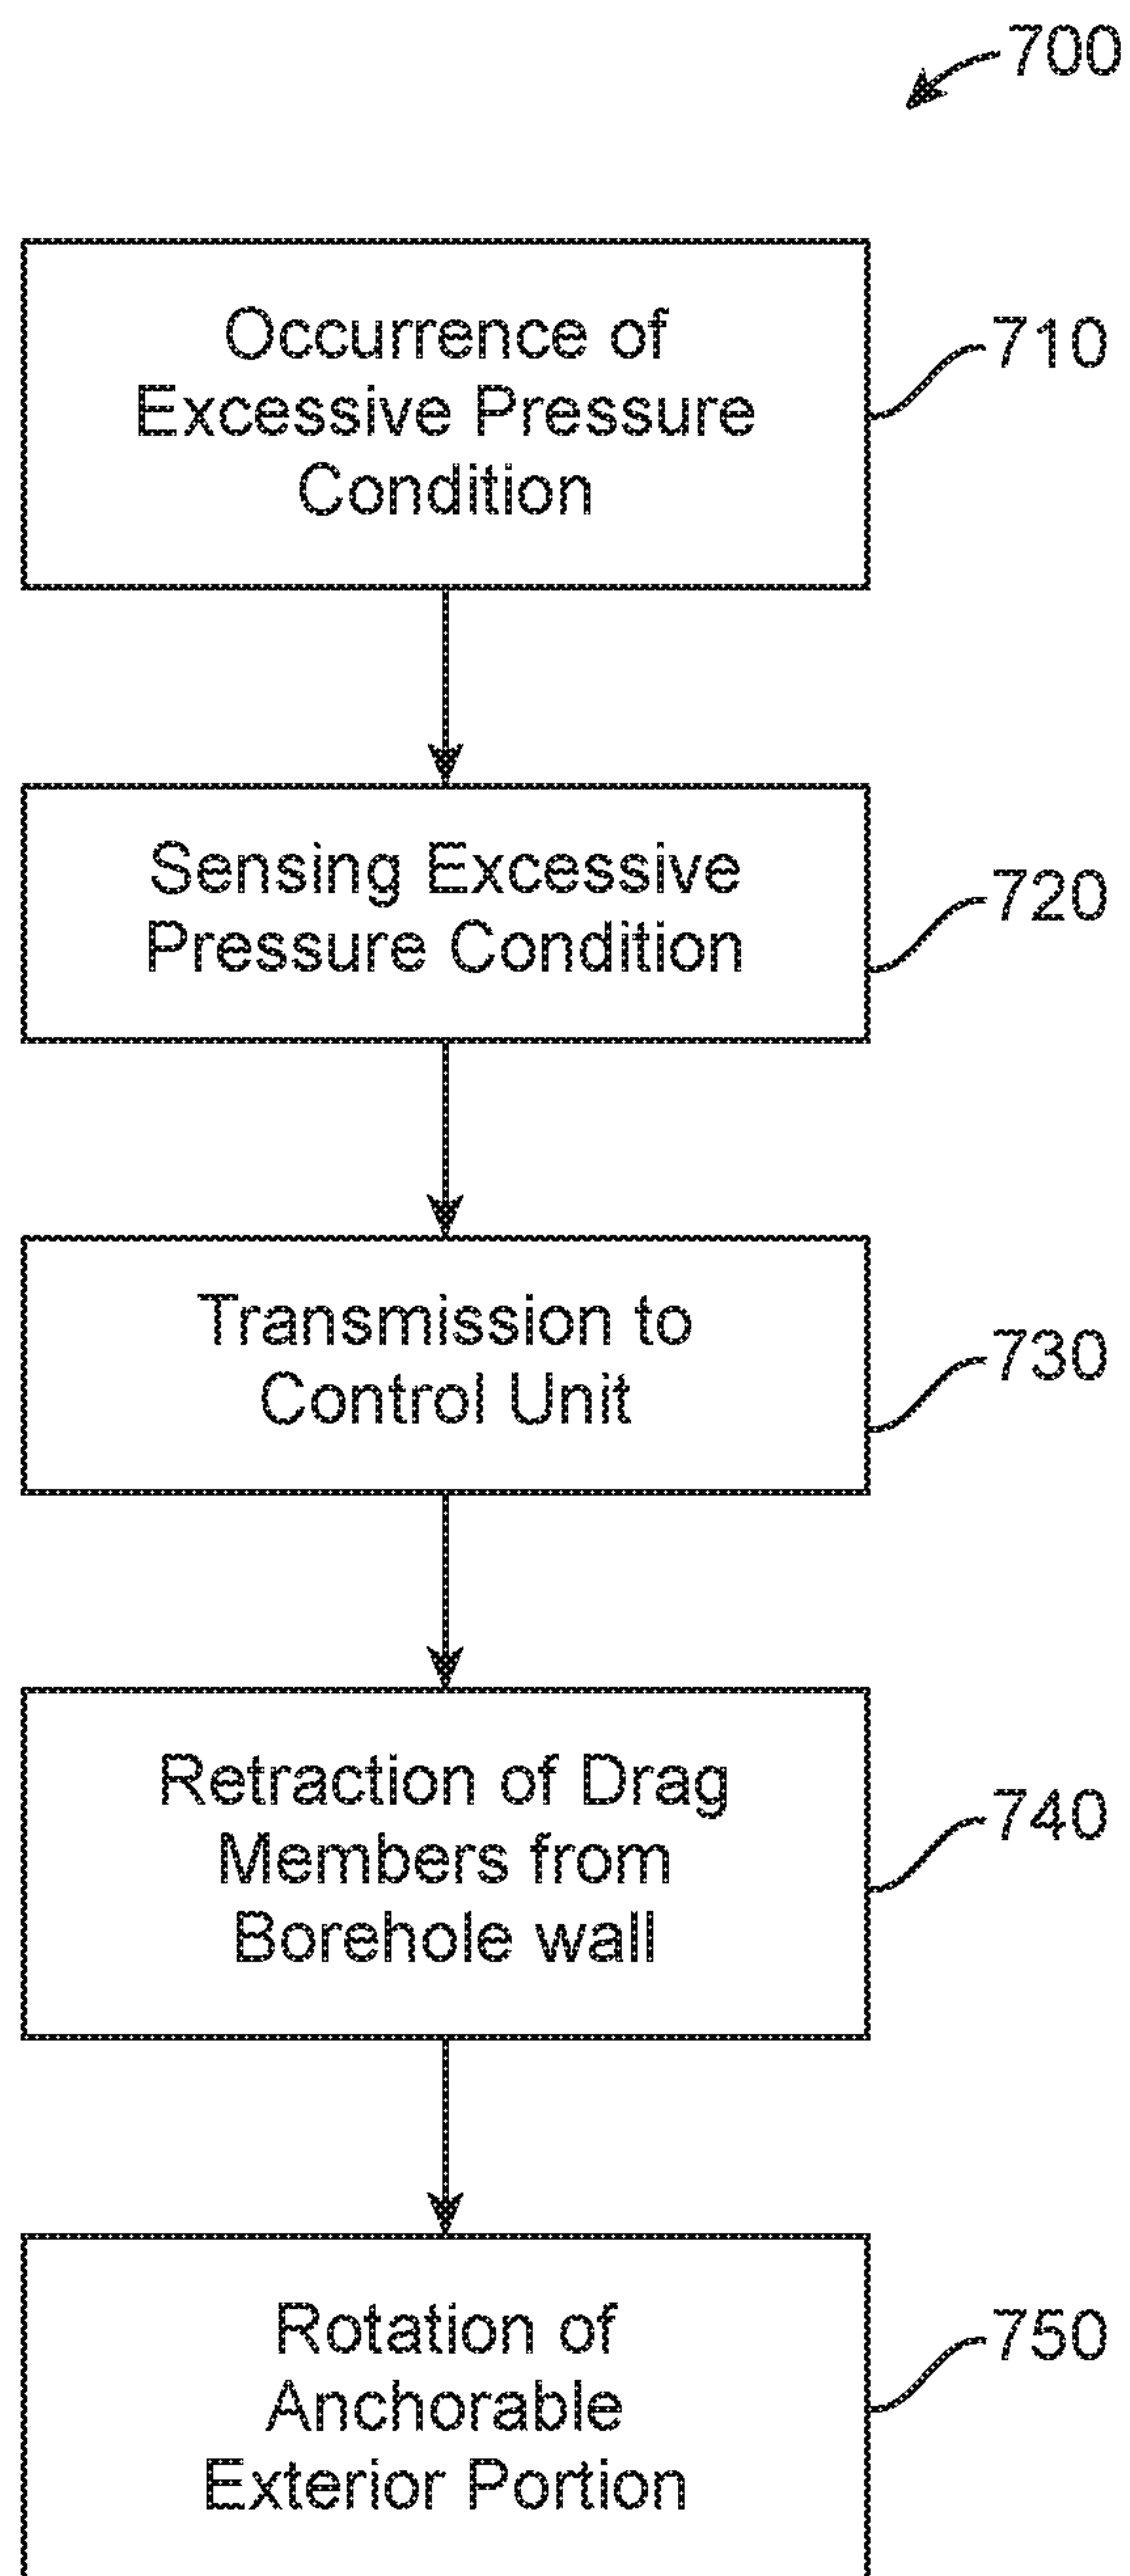 700
Occurrence of
Excessive Pressure
Condition
710
Sensing Excessive
Pressure Condition
720
Transmission to
Control Unit
730
Retraction of Drag
Members from
Borehole wall
740
Rotation of
Anchorable
Exterior Portion
750